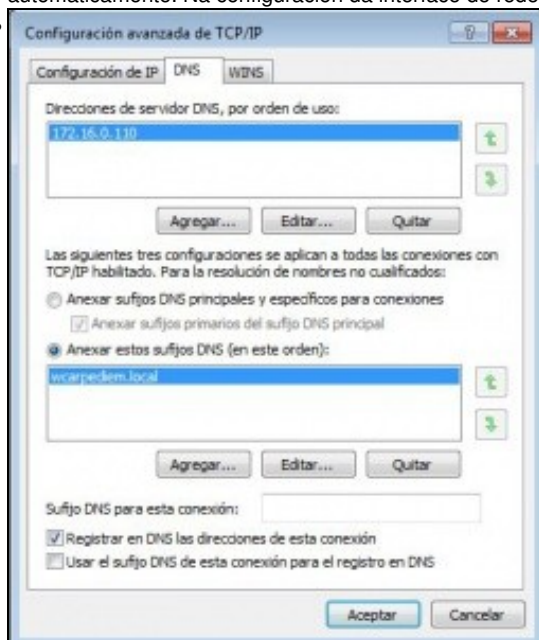 automaticamente. Na configuración da interface de rede
Configuración avanzada de TCP/IP
Configuración de IP DNS WINS
Direcciones de servidor DNS, por orden de uso:
172.16.0.110
Agregar... Editar... Quitar
Las siguientes tres configuraciones se aplican a todas las conexiones con
TCP/IP habilitado. Para la resolución de nombres no cualificados:
Anexar sufijos DNS principales y específicos para conexiones
Anexar sufijos primarios del sufijo DNS principal
Anexar estos sufijos DNS (en este orden):
wcarpediem.local
Agregar... Editar... Quitar
Sufijo DNS para esta conexión:
Registrar en DNS las direcciones de esta conexión
Usar el sufijo DNS de esta conexión para el registro en DNS
Aceptar Cancelar